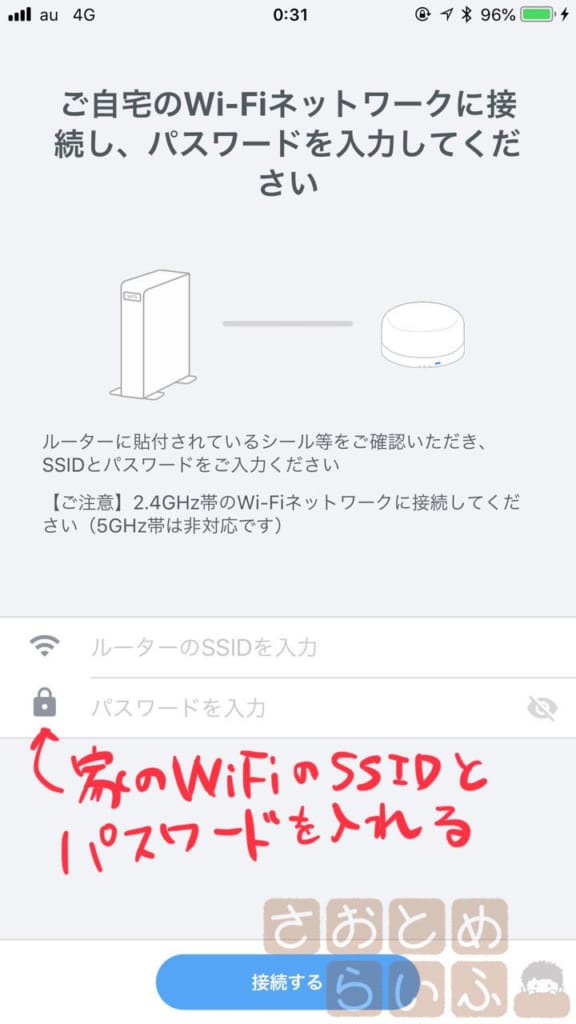 au 4G 0:31 96%
ご自宅のWi-Fiネットワークに接
続し、パスワードを入力してくだ
さい
ルーターに貼付されているシール等をご確認いただき、
SSIDとパスワードをご入力ください
【ご注意】2.4GHz帯のWi-Fiネットワークに接続してくだ
さい（5GHz帯は非対応です）
ルーターのSSIDを入力
パスワードを入力
家のWiFiのSSIDと
パスワードを入れる
さおとめ
らいふ
接続する